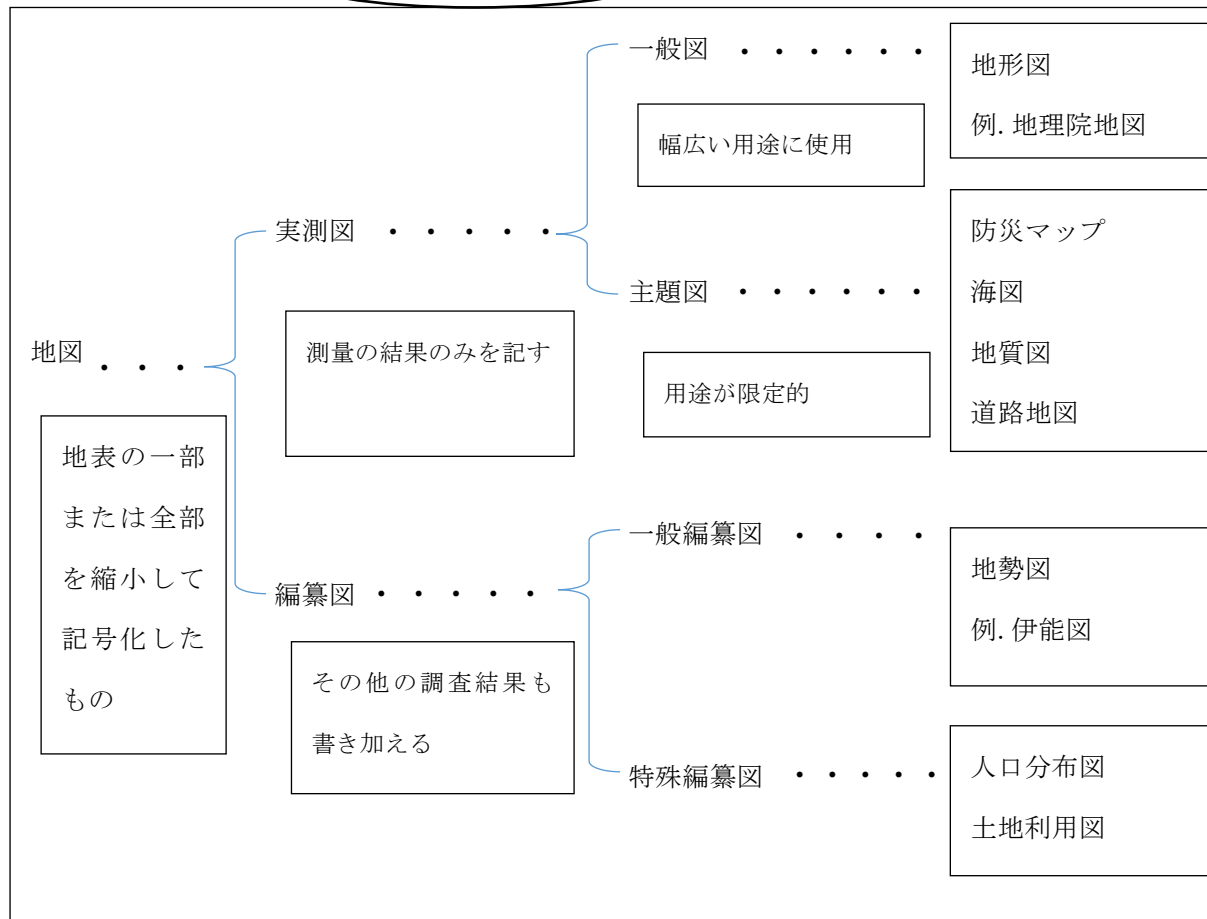 地図 ・ ・ ・
地表の一部
または全部
を縮小して
記号化した
もの
実測図 ・ ・ ・ ・ ・
測量の結果のみを記す
一般図 ・ ・ ・ ・ ・ ・
幅広い用途に使用
地形図
例.地理院地図
主題図 ・ ・ ・ ・ ・ ・
用途が限定的
防災マップ
海図
地質図
道路地図
編纂図 ・ ・ ・ ・ ・
その他の調査結果も
書き加える
一般編纂図 ・ ・ ・ ・
地勢図
例.伊能図
特殊編纂図 ・ ・ ・ ・ ・
人口分布図
土地利用図